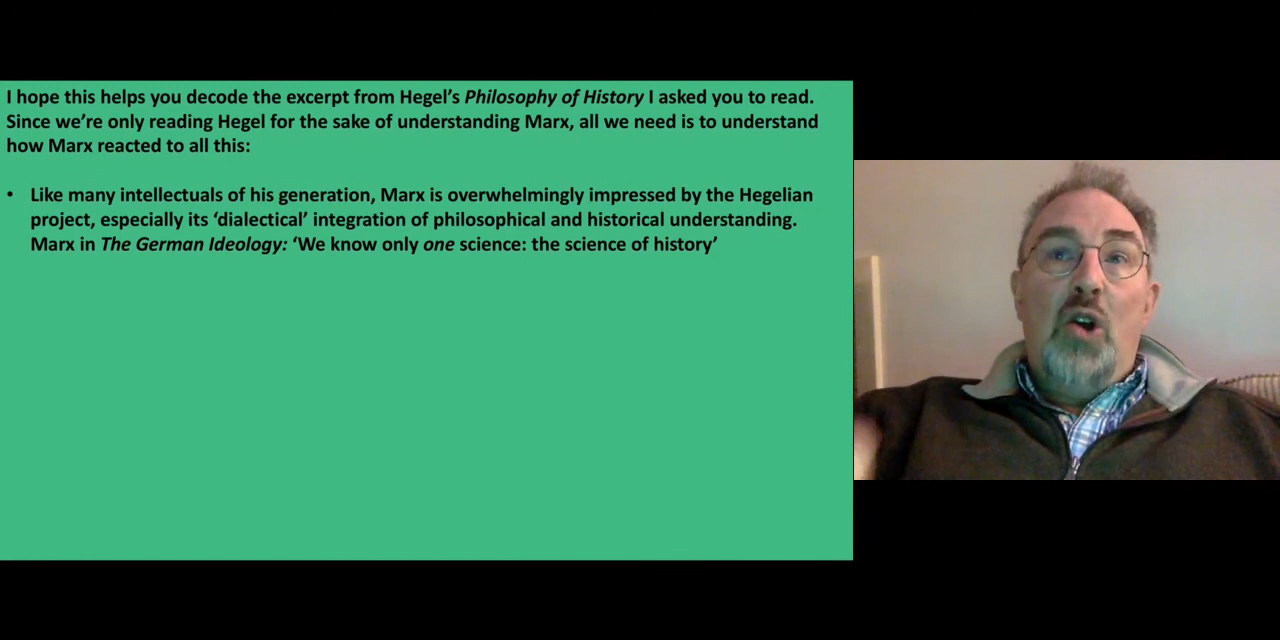 I hope this helps you decode the excerpt from Hegel’s Philosophy of History I asked you to read.
Since we’re only reading Hegel for the sake of understanding Marx, all we need is to understand
how Marx reacted to all this:
• Like many intellectuals of his generation, Marx is overwhelmingly impressed by the Hegelian
project, especially its ‘dialectical’ integration of philosophical and historical understanding.
Marx in The German Ideology: ‘We know only one science: the science of history’